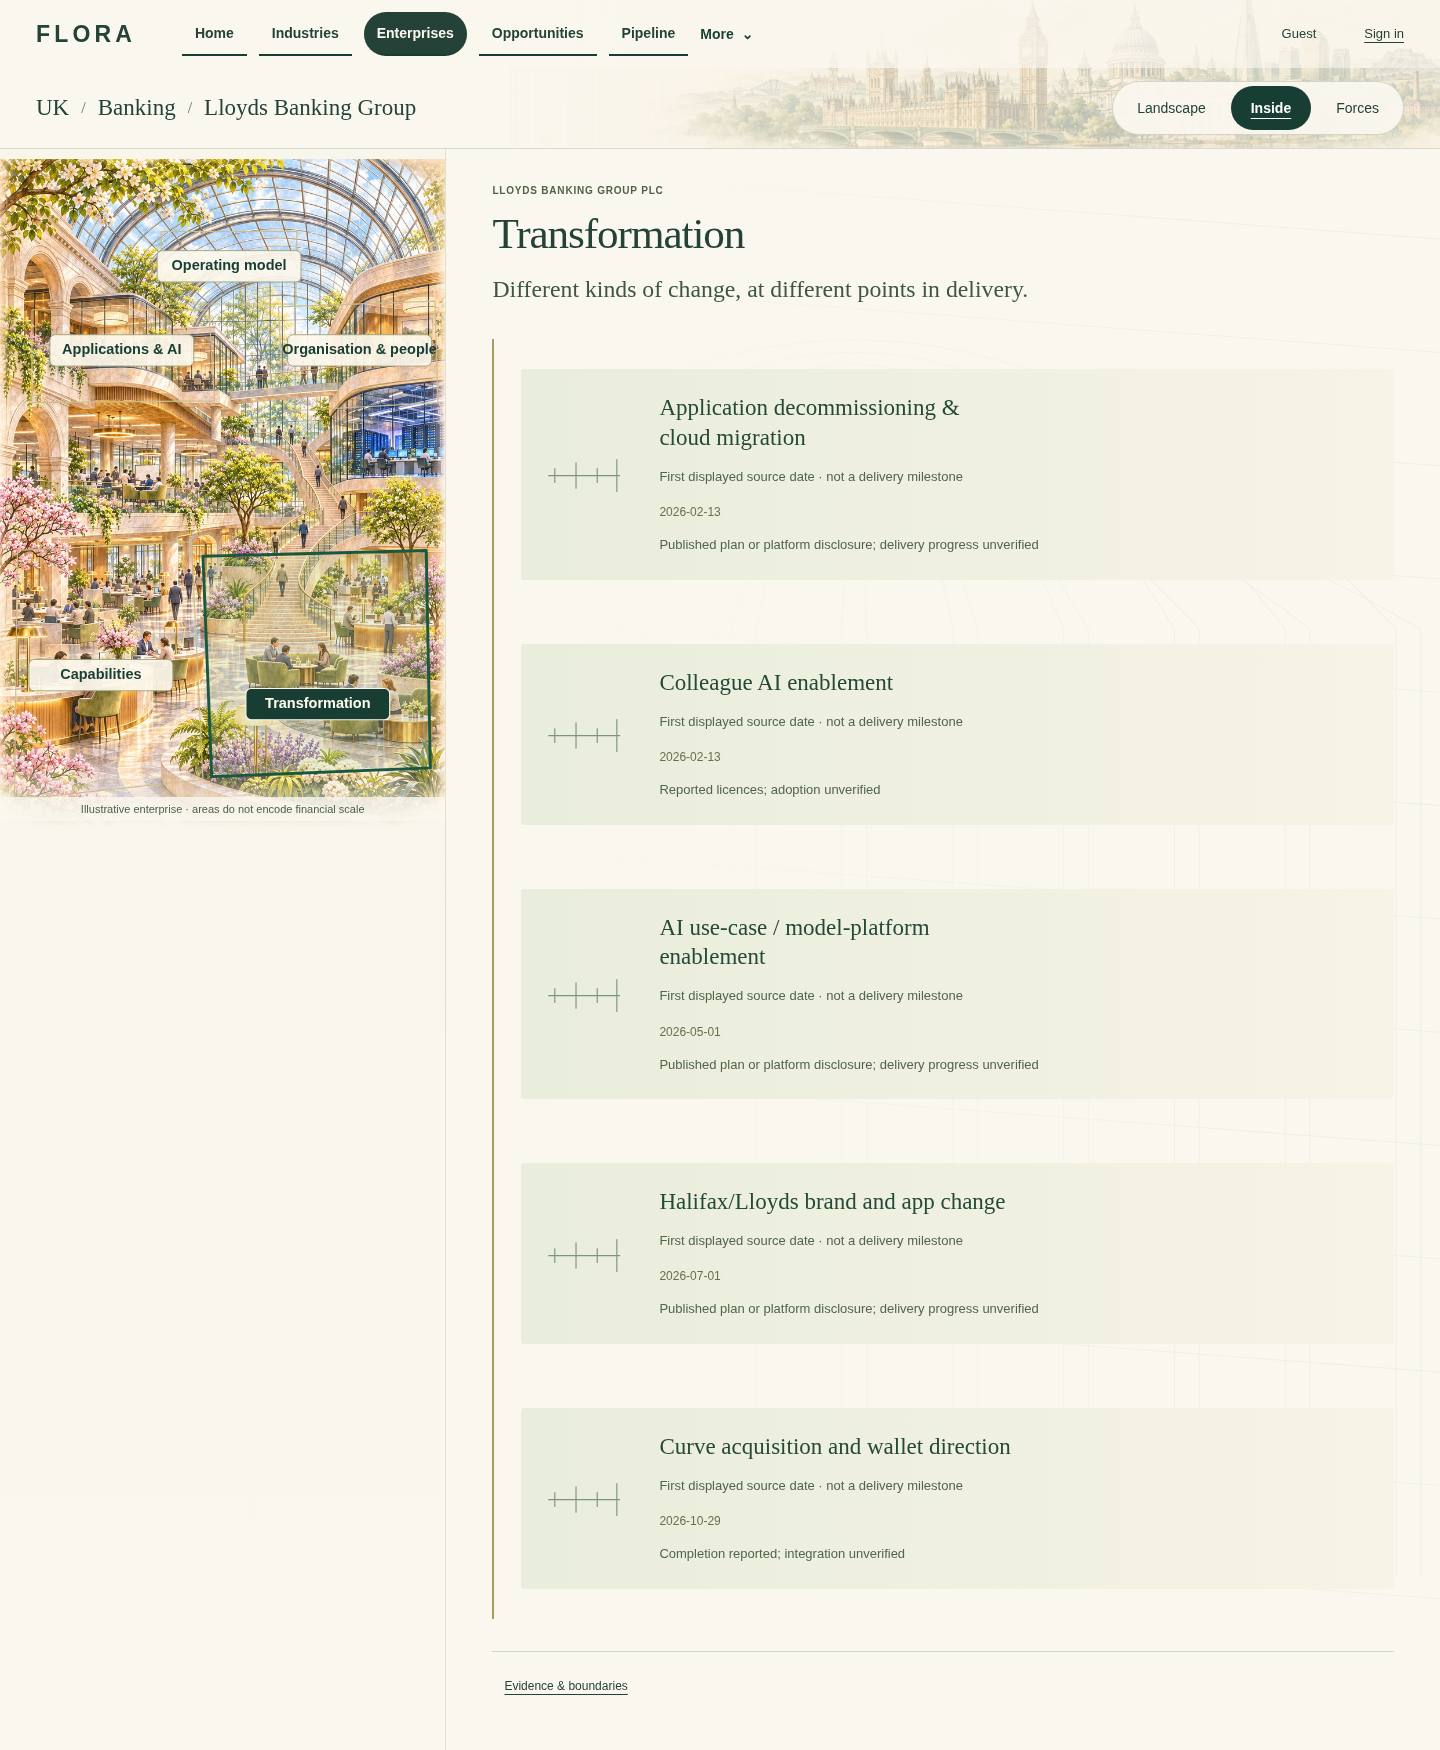 FLORA
Home
Industries
Enterprises
Opportunities
Pipeline
More
Guest
Sign in
UK / Banking / Lloyds Banking Group
Landscape
Inside
Forces
Operating model
Applications & AI
Organisation & people
Capabilities
Transformation
Illustrative enterprise · areas do not encode financial scale
LLOYDS BANKING GROUP PLC
Transformation
Different kinds of change, at different points in delivery.
Application decommissioning &
cloud migration
First displayed source date · not a delivery milestone
2026-02-13
Published plan or platform disclosure; delivery progress unverified
Colleague AI enablement
First displayed source date · not a delivery milestone
2026-02-13
Reported licences; adoption unverified
AI use-case / model-platform
enablement
First displayed source date · not a delivery milestone
2026-05-01
Published plan or platform disclosure; delivery progress unverified
Halifax/Lloyds brand and app change
First displayed source date · not a delivery milestone
2026-07-01
Published plan or platform disclosure; delivery progress unverified
Curve acquisition and wallet direction
First displayed source date · not a delivery milestone
2026-10-29
Completion reported; integration unverified
Evidence & boundaries